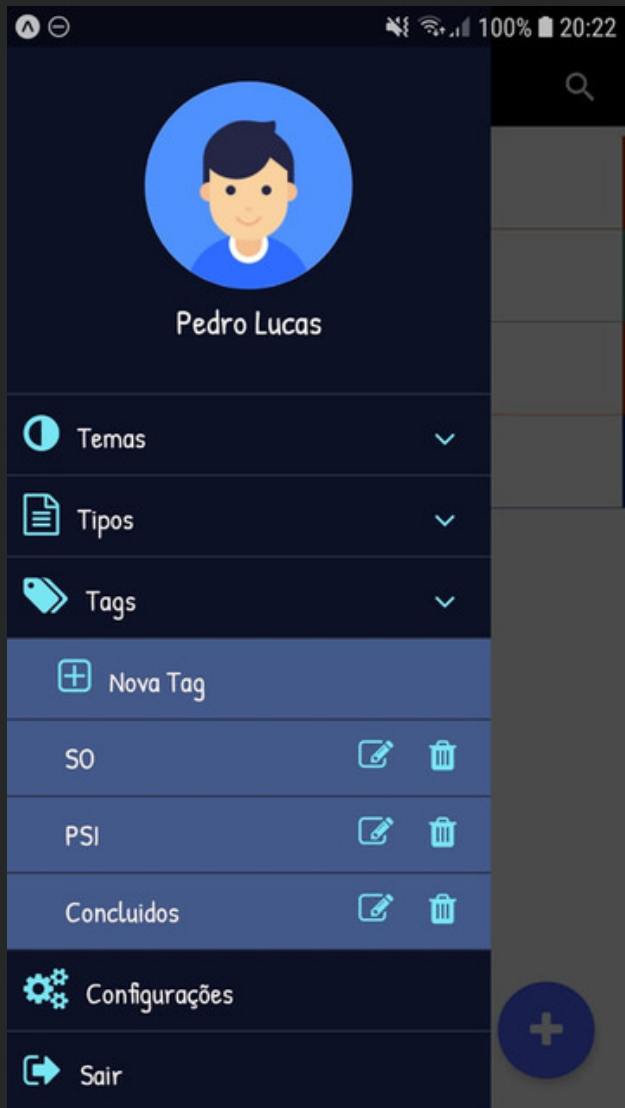 100% 20:22
Pedro Lucas
Temas
Tipos
Tags
Nova Tag
SO
PSI
Concluidos
Configurações
Sair